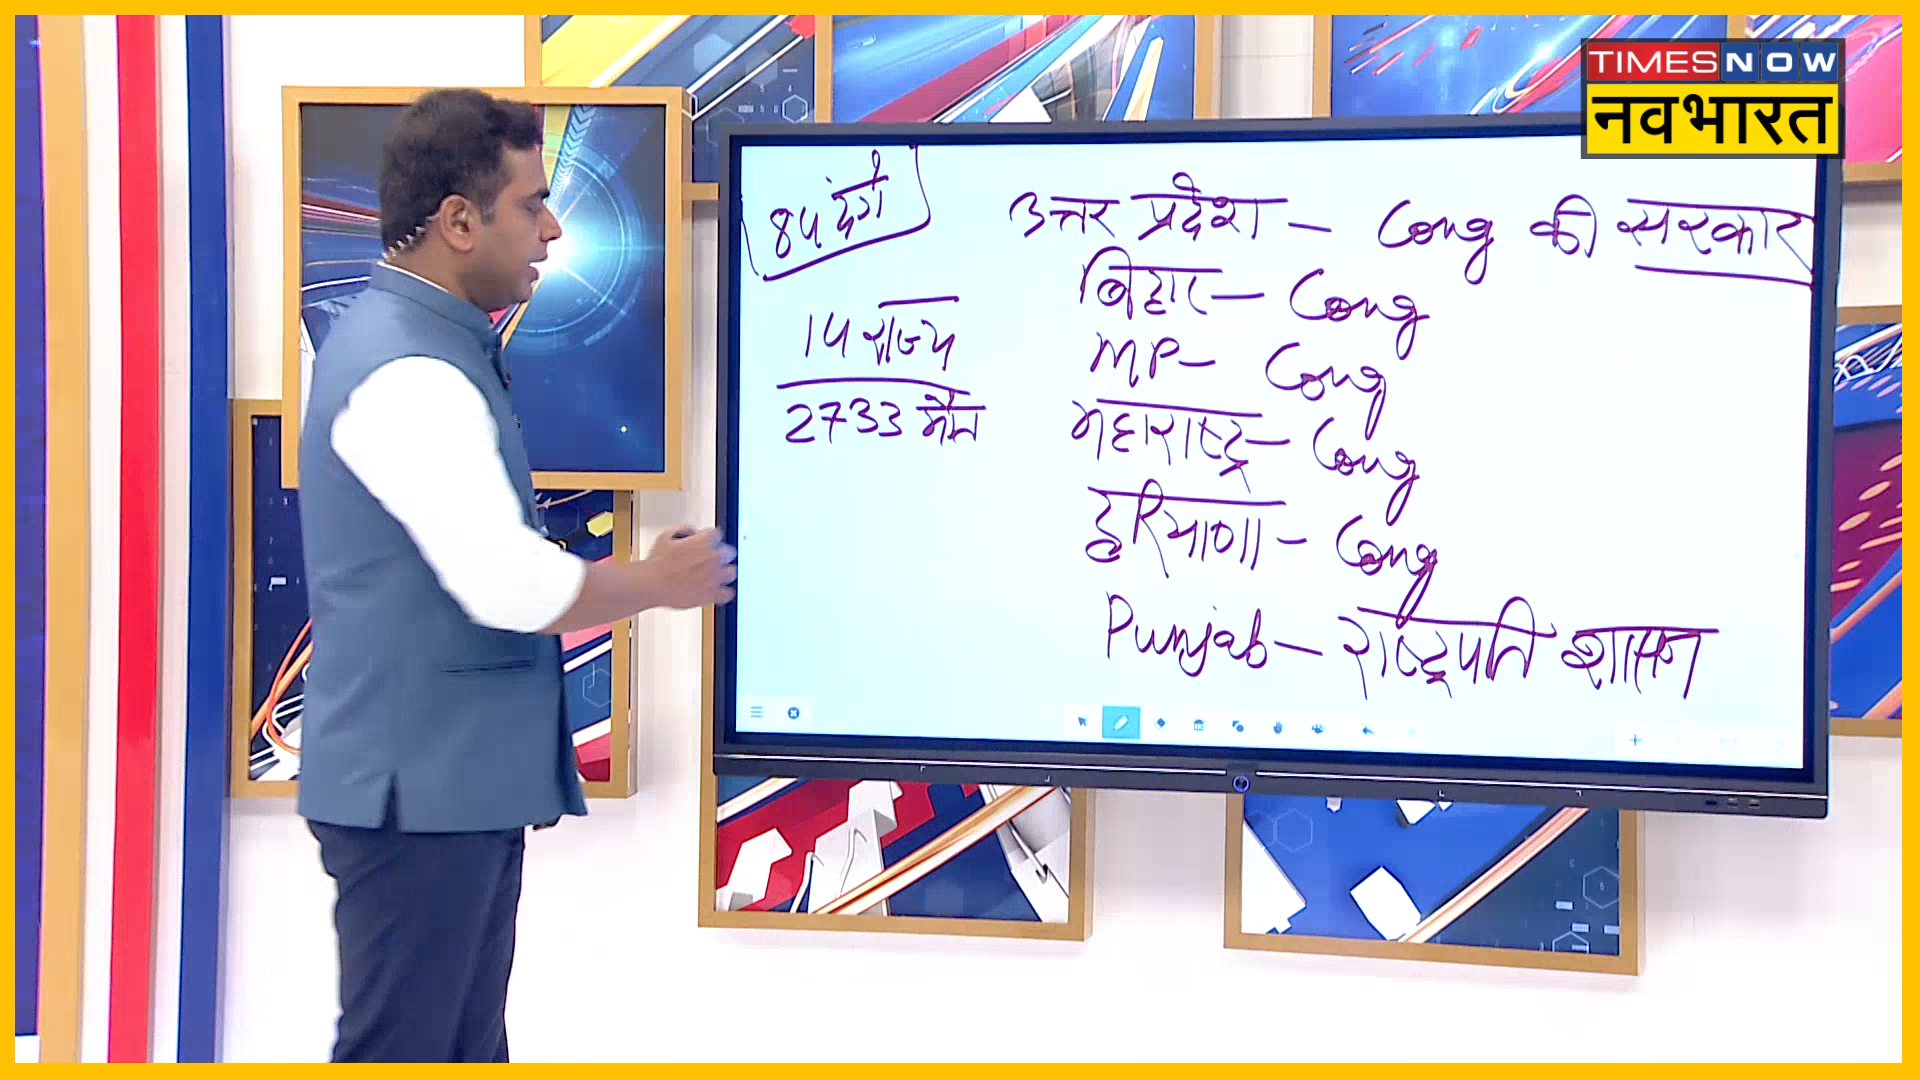 TIMES NOW
नवभारत
84 दंगे
14 राज्य
2733 मौत
उत्तर प्रदेश – Cong की सरकार
बिहार – Cong
MP – Cong
महाराष्ट्र – Cong
हरियाणा – Cong
Punjab – राष्ट्रपति शासन